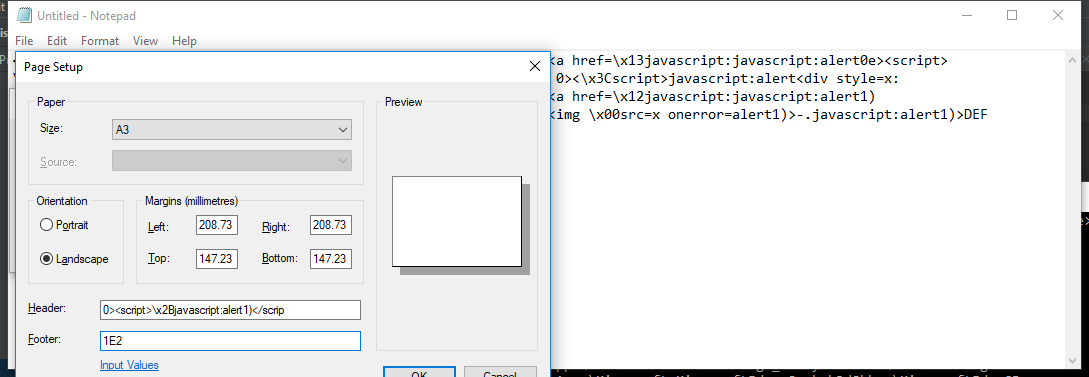 Untitled - Notepad
File Edit Format View Help
<a href=\x13javascript:javascript:alert0e><script>
0><\x3Cscript>javascript:alert<div style=x:
<a href=\x12javascript:javascript:alert1)
<img \x00src=x onerror=alert1)>-.javascript:alert1)>DEF
Page Setup
Paper
Size: A3
Source:
Orientation
Portrait
Landscape
Margins (millimetres)
Left: 208.73 Right: 208.73
Top: 147.23 Bottom: 147.23
Preview
Header: 0><script>\x2Bjavascript:alert1)</scrip
Footer: 1E2
Input Values
OK Cancel